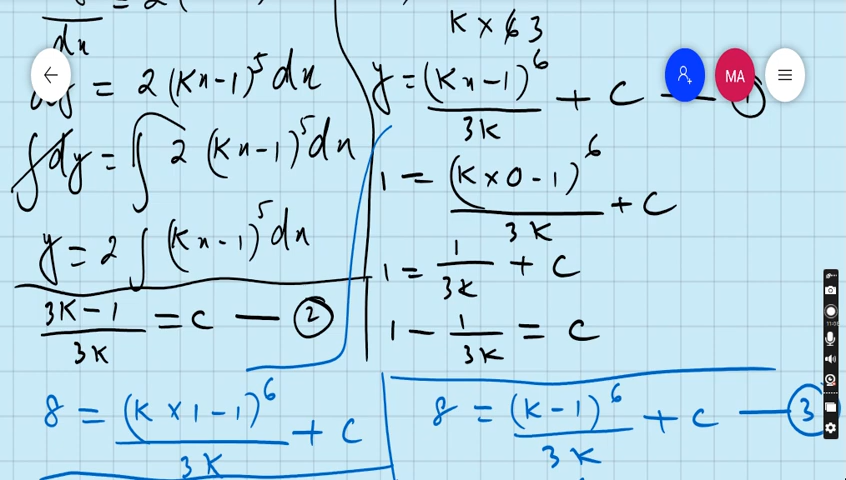 dx
= 2 (Kx-1)^5 dx
∫dy = ∫ 2 (Kx-1)^5 dx
y = 2 ∫ (Kx-1)^5 dx
(3K-1)/3K = c — ②
K × 6 3
y = (Kx-1)^6/3K + C — ①
MA
1 = (K×0-1)^6/3K + C
1 = 1/3K + C
1 - 1/3K = C
8 = (K×1-1)^6/3K + C
8 = (K-1)^6/3K + C — ③